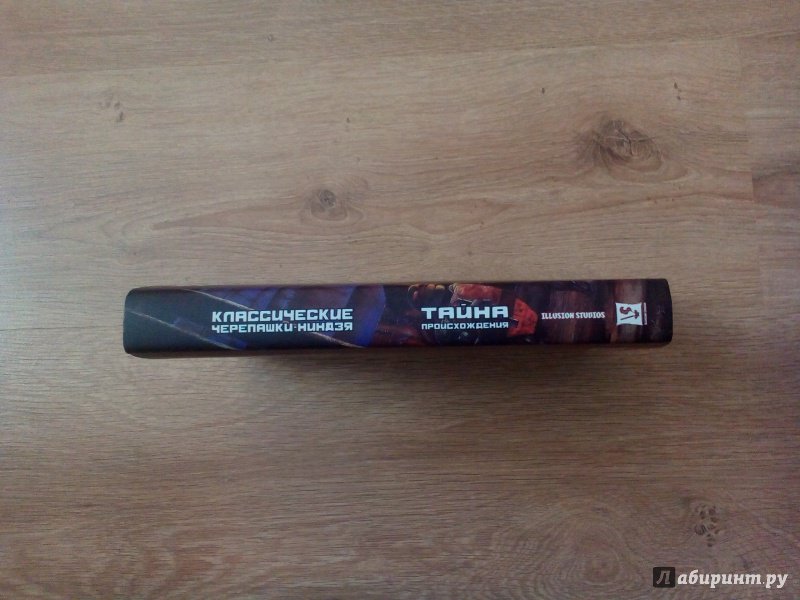 КЛАССИЧЕСКИЕ
ЧЕРЕПАШКИ-НИНДЗЯ
ТАЙНА
ПРОИСХОЖДЕНИЯ
ILLUSION STUDIOS
Лабиринт.ру